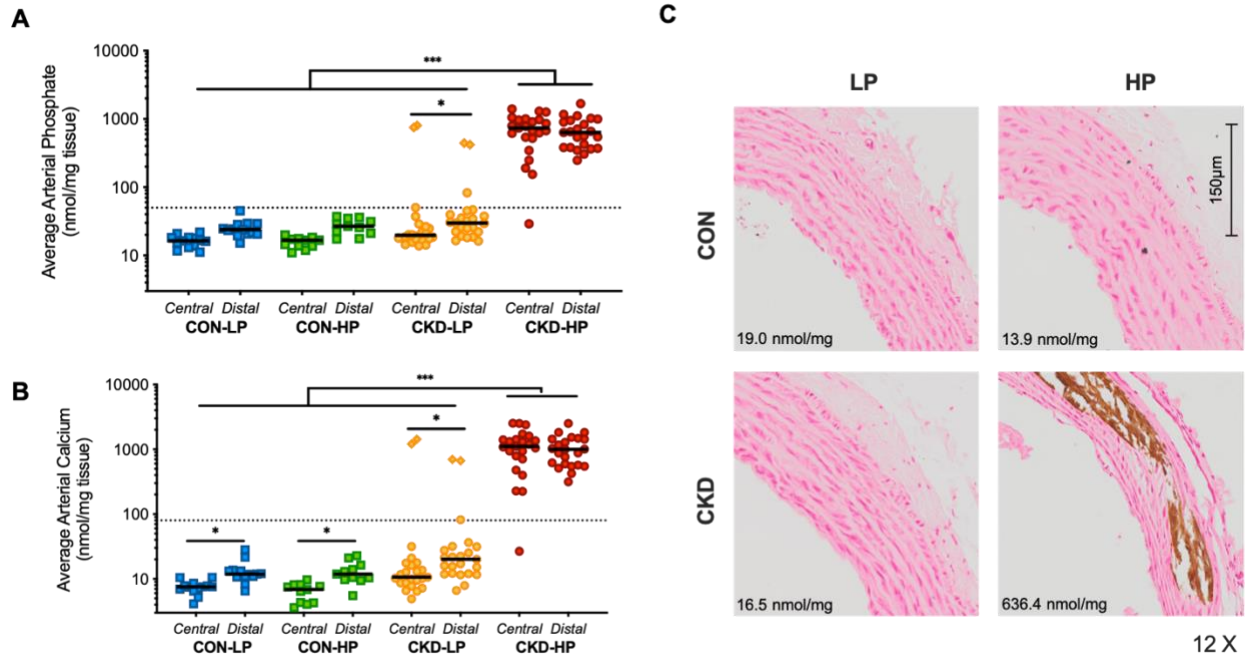 A
Average Arterial Phosphate
(nmol/mg tissue)
10000
1000
100
10
***
*
Central Distal Central Distal Central Distal Central Distal
CON-LP CON-HP CKD-LP CKD-HP
B
Average Arterial Calcium
(nmol/mg tissue)
10000
1000
100
10
***
*
*
*
Central Distal Central Distal Central Distal Central Distal
CON-LP CON-HP CKD-LP CKD-HP
C
LP HP
CON
150µm
19.0 nmol/mg 13.9 nmol/mg
CKD
16.5 nmol/mg 636.4 nmol/mg
12 X